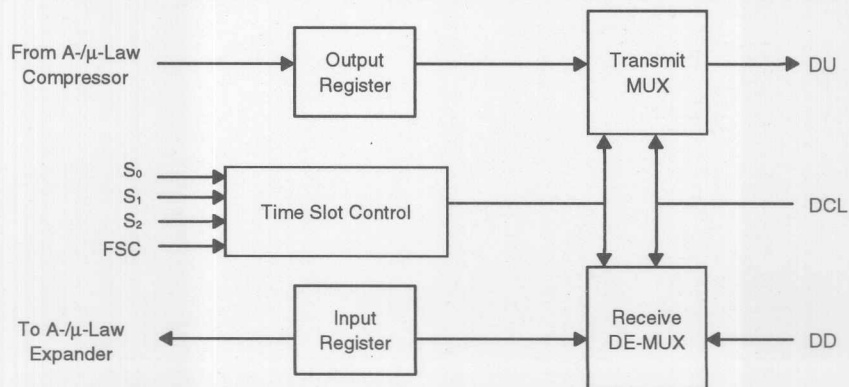 From A-/μ-Law
Compressor
Output
Register
Transmit
MUX
DU
S₀
S₁
S₂
FSC
Time Slot Control
DCL
To A-/μ-Law
Expander
Input
Register
Receive
DE-MUX
DD